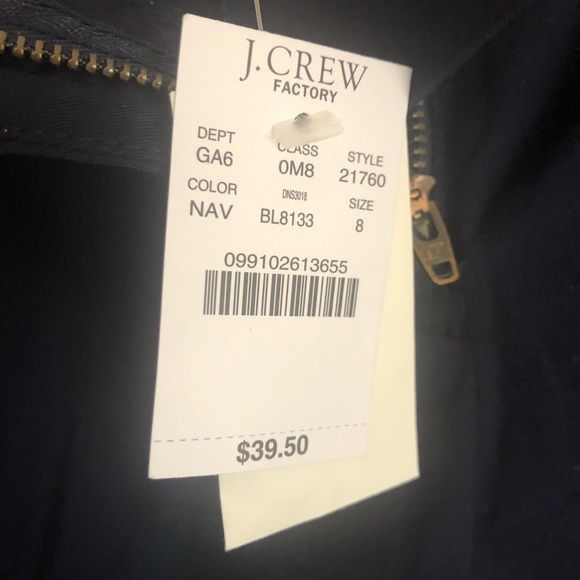 J.CREW
FACTORY
DEPT CLASS STYLE
GA6 0M8 21760
COLOR DNS3018 SIZE
NAV BL8133 8
099102613655
$39.50